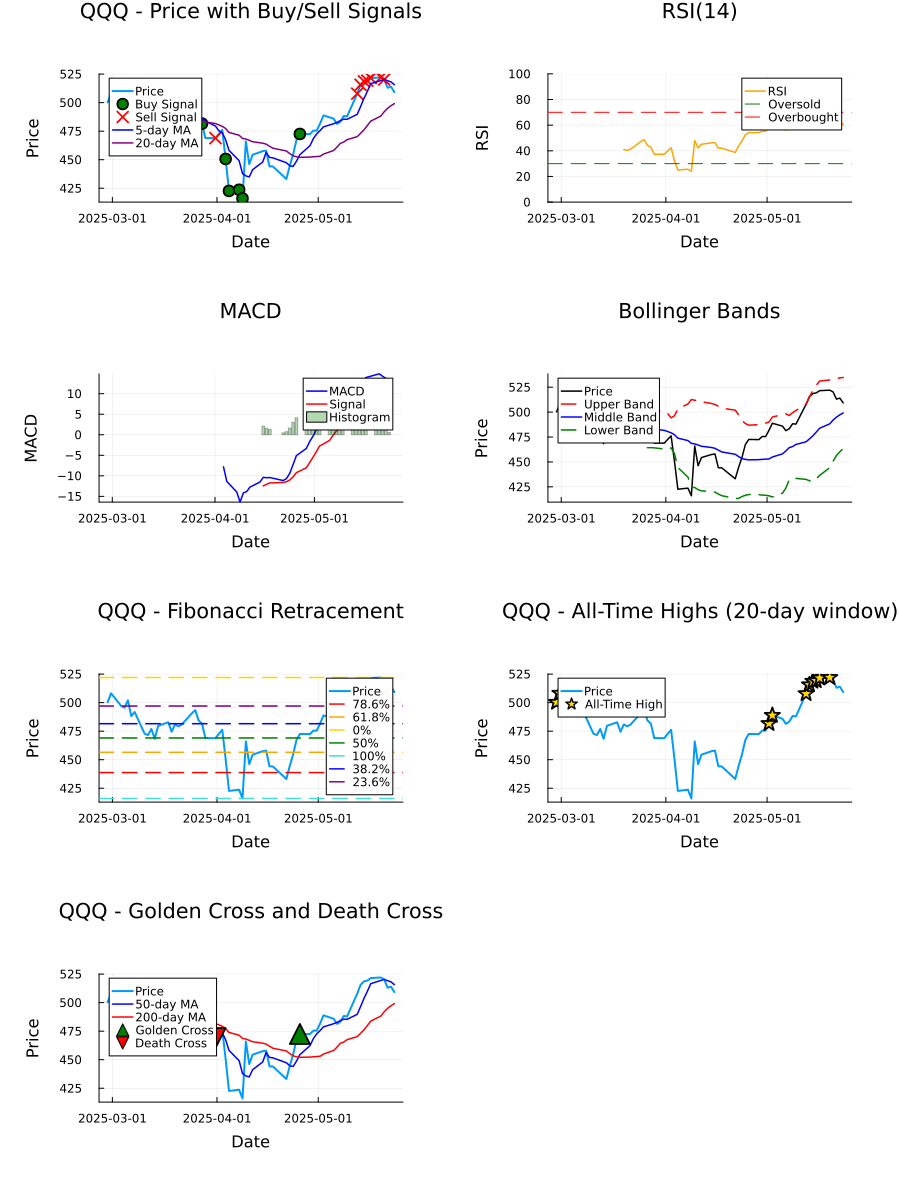 QQQ - Price with Buy/Sell Signals
Price
525
500
475
450
425
Price
Buy Signal
Sell Signal
5-day MA
20-day MA
2025-03-01
2025-04-01
2025-05-01
Date
RSI(14)
RSI
100
80
60
40
20
0
RSI
Oversold
Overbought
2025-03-01
2025-04-01
2025-05-01
Date
MACD
MACD
10
5
0
−5
−10
−15
MACD
Signal
Histogram
2025-03-01
2025-04-01
2025-05-01
Date
Bollinger Bands
Price
525
500
475
450
425
Price
Upper Band
Middle Band
Lower Band
2025-03-01
2025-04-01
2025-05-01
Date
QQQ - Fibonacci Retracement
Price
525
500
475
450
425
Price
78.6%
61.8%
0%
50%
100%
38.2%
23.6%
2025-03-01
2025-04-01
2025-05-01
Date
QQQ - All-Time Highs (20-day window)
Price
525
500
475
450
425
Price
All-Time High
2025-03-01
2025-04-01
2025-05-01
Date
QQQ - Golden Cross and Death Cross
Price
525
500
475
450
425
Price
50-day MA
200-day MA
Golden Cross
Death Cross
2025-03-01
2025-04-01
2025-05-01
Date